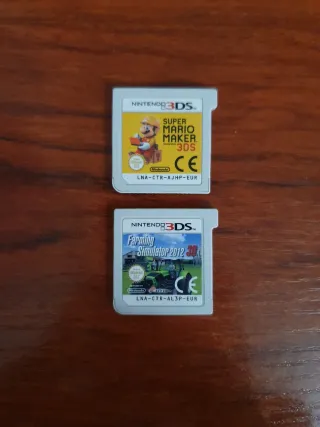 NINTENDO 3DS
SUPER
MARIO
MAKER
3DS
CE
LNA-CTR-AJHP-EUR
NINTENDO 3DS
Farming
Simulator 2012 3D
CE
LNA-CTR-AL3P-EUR